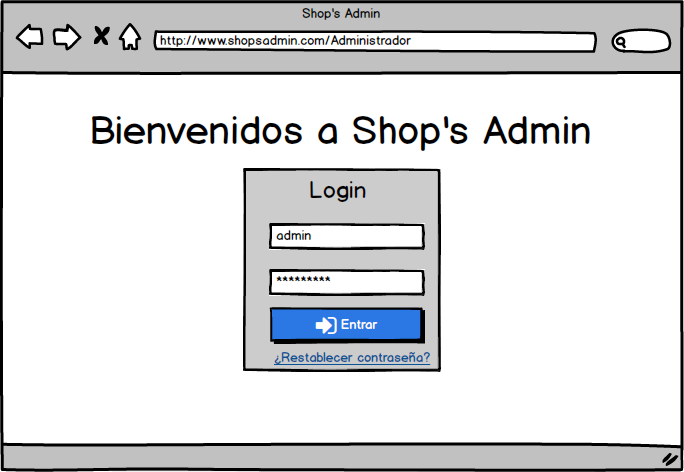 Shop's Admin
http://www.shopsadmin.com/Administrador
Bienvenidos a Shop's Admin
Login
admin
*********
Entrar
¿Restablecer contraseña?